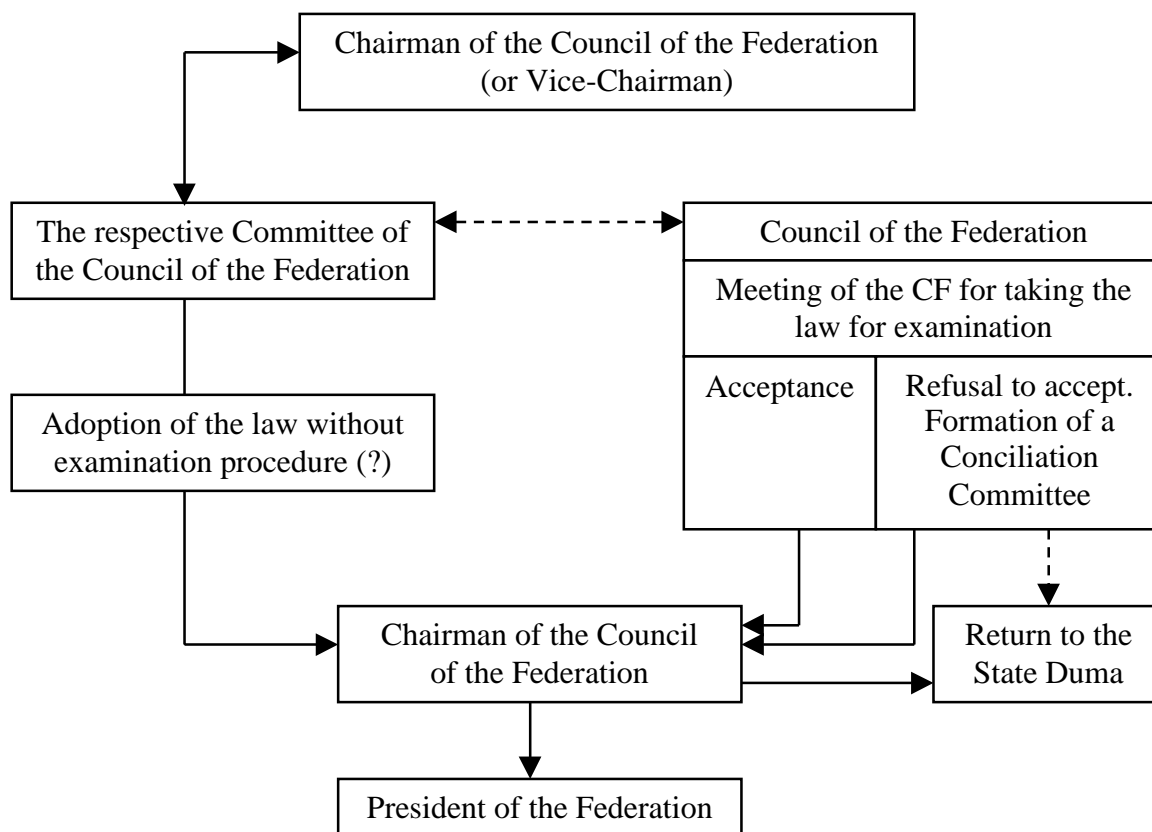 Chairman of the Council of the Federation
(or Vice-Chairman)
The respective Committee of
the Council of the Federation
Council of the Federation
Meeting of the CF for taking the
law for examination
Acceptance
Refusal to accept.
Formation of a
Conciliation
Committee
Adoption of the law without
examination procedure (?)
Chairman of the Council
of the Federation
Return to the
State Duma
President of the Federation